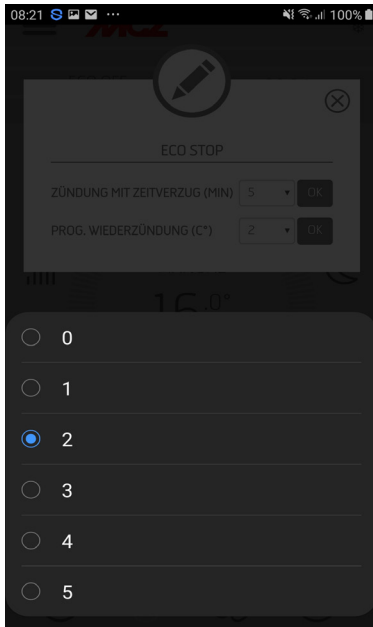 08:21 100%
MCZ
ECO STOP
ZÜNDUNG MIT ZEITVERZUG (MIN) 5 OK
PROG. WIEDERZÜNDUNG (C°) 2 OK
16.0°
0
1
2
3
4
5